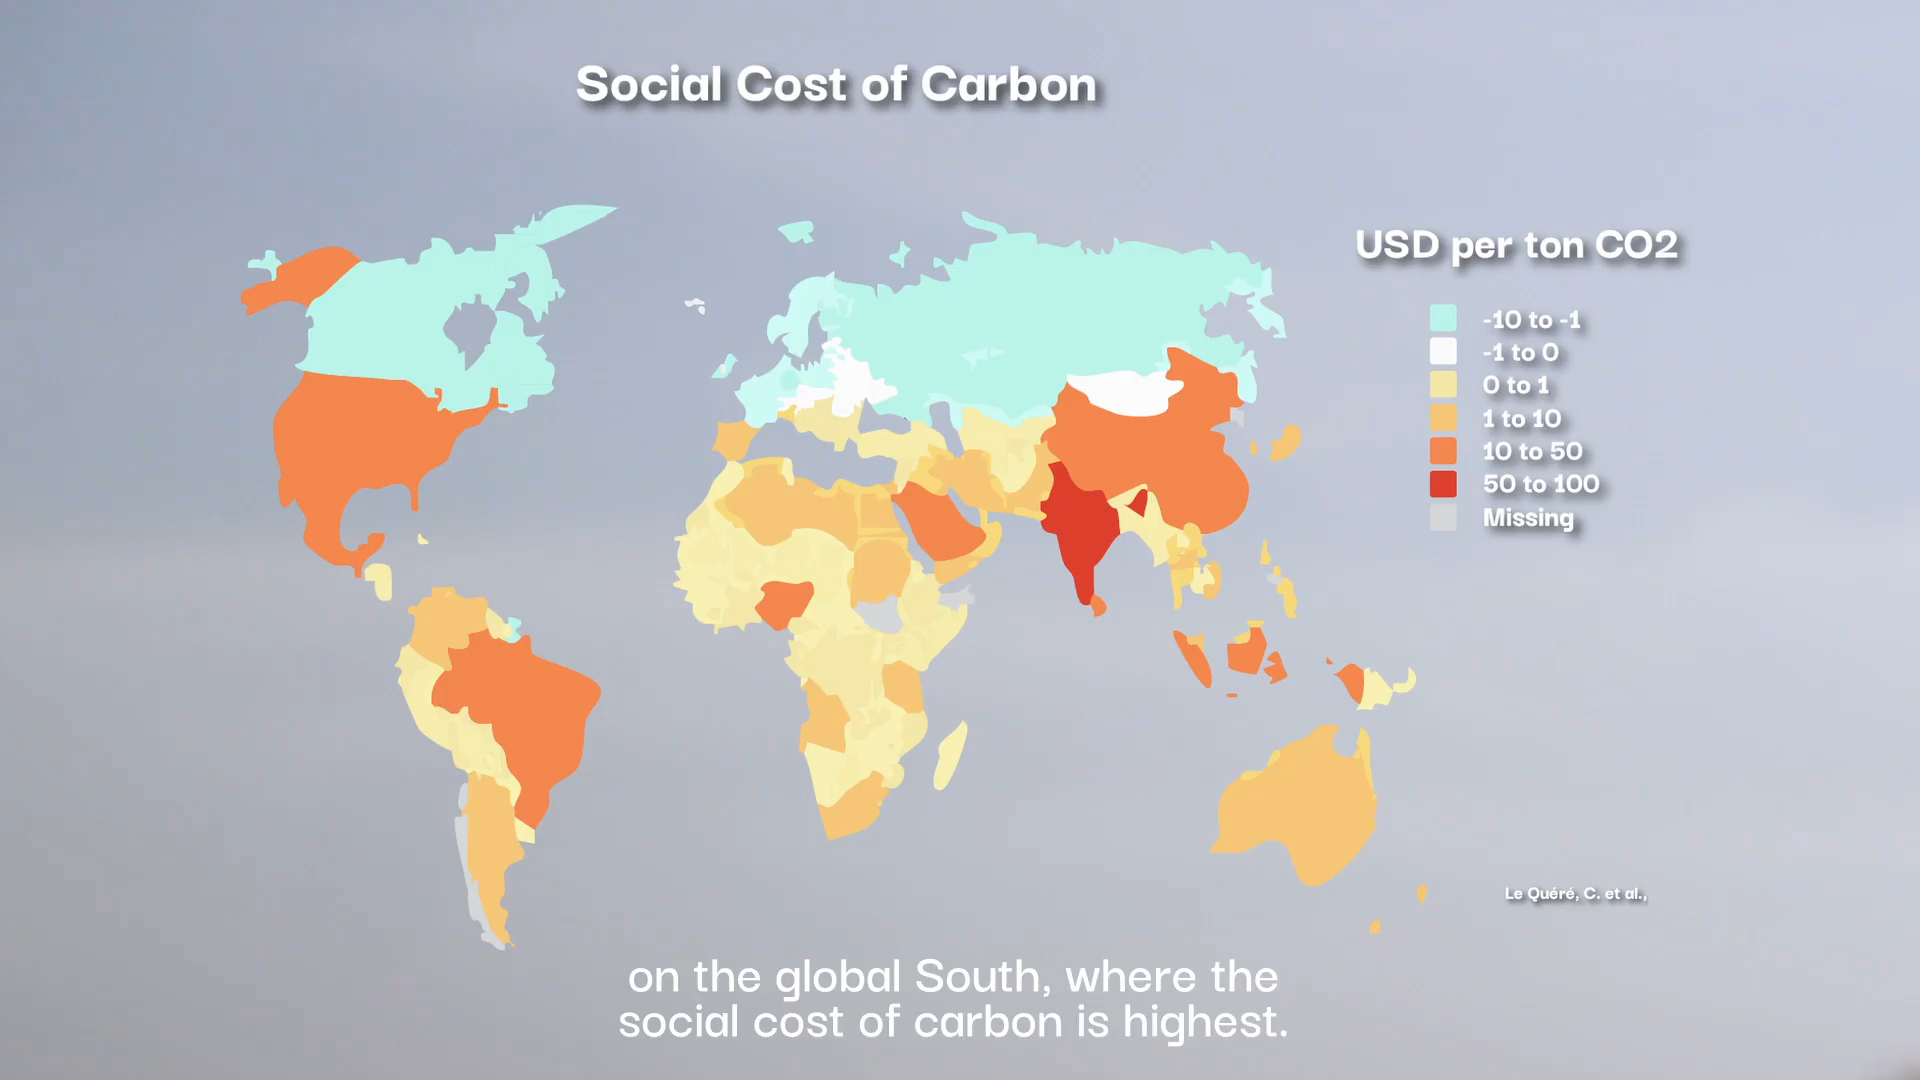 Social Cost of Carbon
USD per ton CO2
-10 to -1
-1 to 0
0 to 1
1 to 10
10 to 50
50 to 100
Missing
Le Quéré, C. et al.,
on the global South, where the
social cost of carbon is highest.